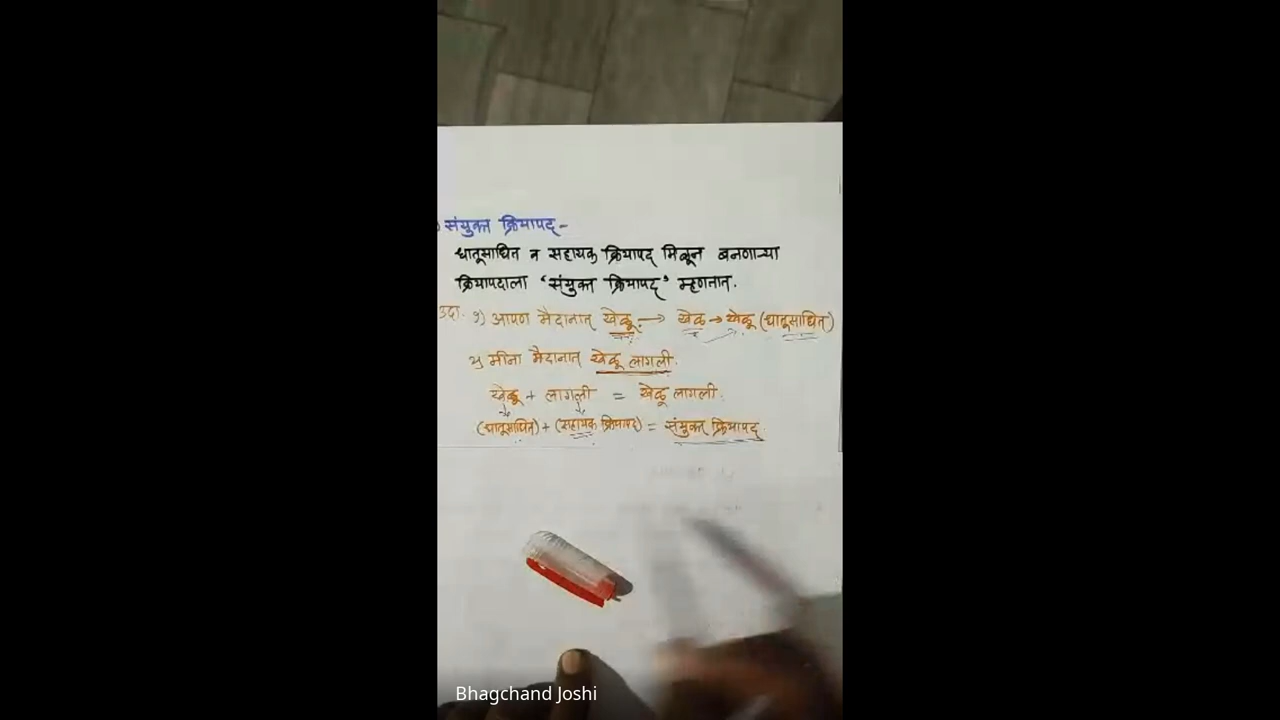 संयुक्त क्रियापद -
धातूसाधित व सहायक क्रियापद मिळून बनणाऱ्या
क्रियापदाला ‘संयुक्त क्रियापद’ म्हणतात.
उदा. १) आपण मैदानात खेळू. → खेळ → खेळू (धातूसाधित)
२) मीना मैदानात खेळू लागली.
खेळू + लागली = खेळू लागली.
(धातूसाधित) + (सहायक क्रियापद) = संयुक्त क्रियापद
Bhagchand Joshi